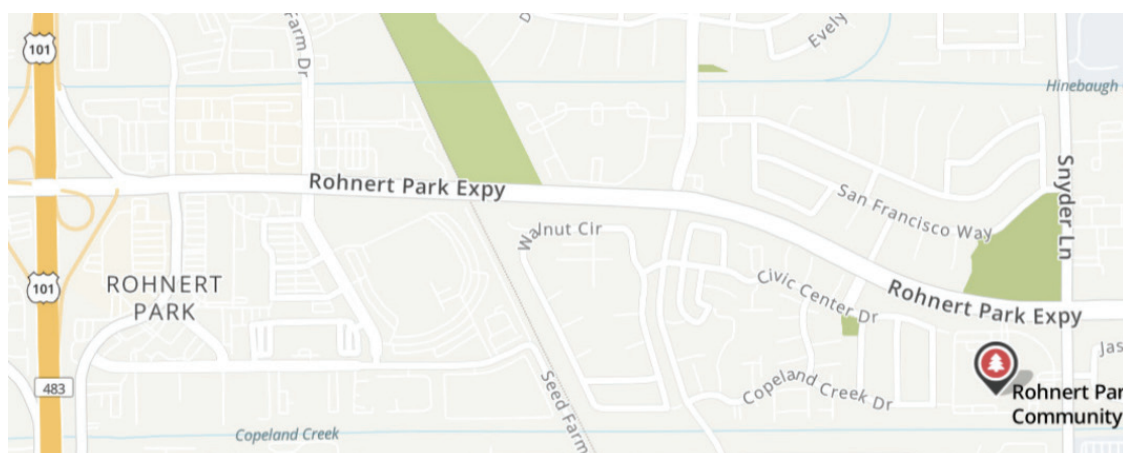 101
Farm Dr
Evely
Hinebaugh
Rohnert Park Expy
Snyder Ln
San Francisco Way
Walnut Cir
101
ROHNERT
PARK
Civic Center Dr
Rohnert Park Expy
Jas
483
Seed Farm
Copeland Creek Dr
Rohnert Par
Community
Copeland Creek